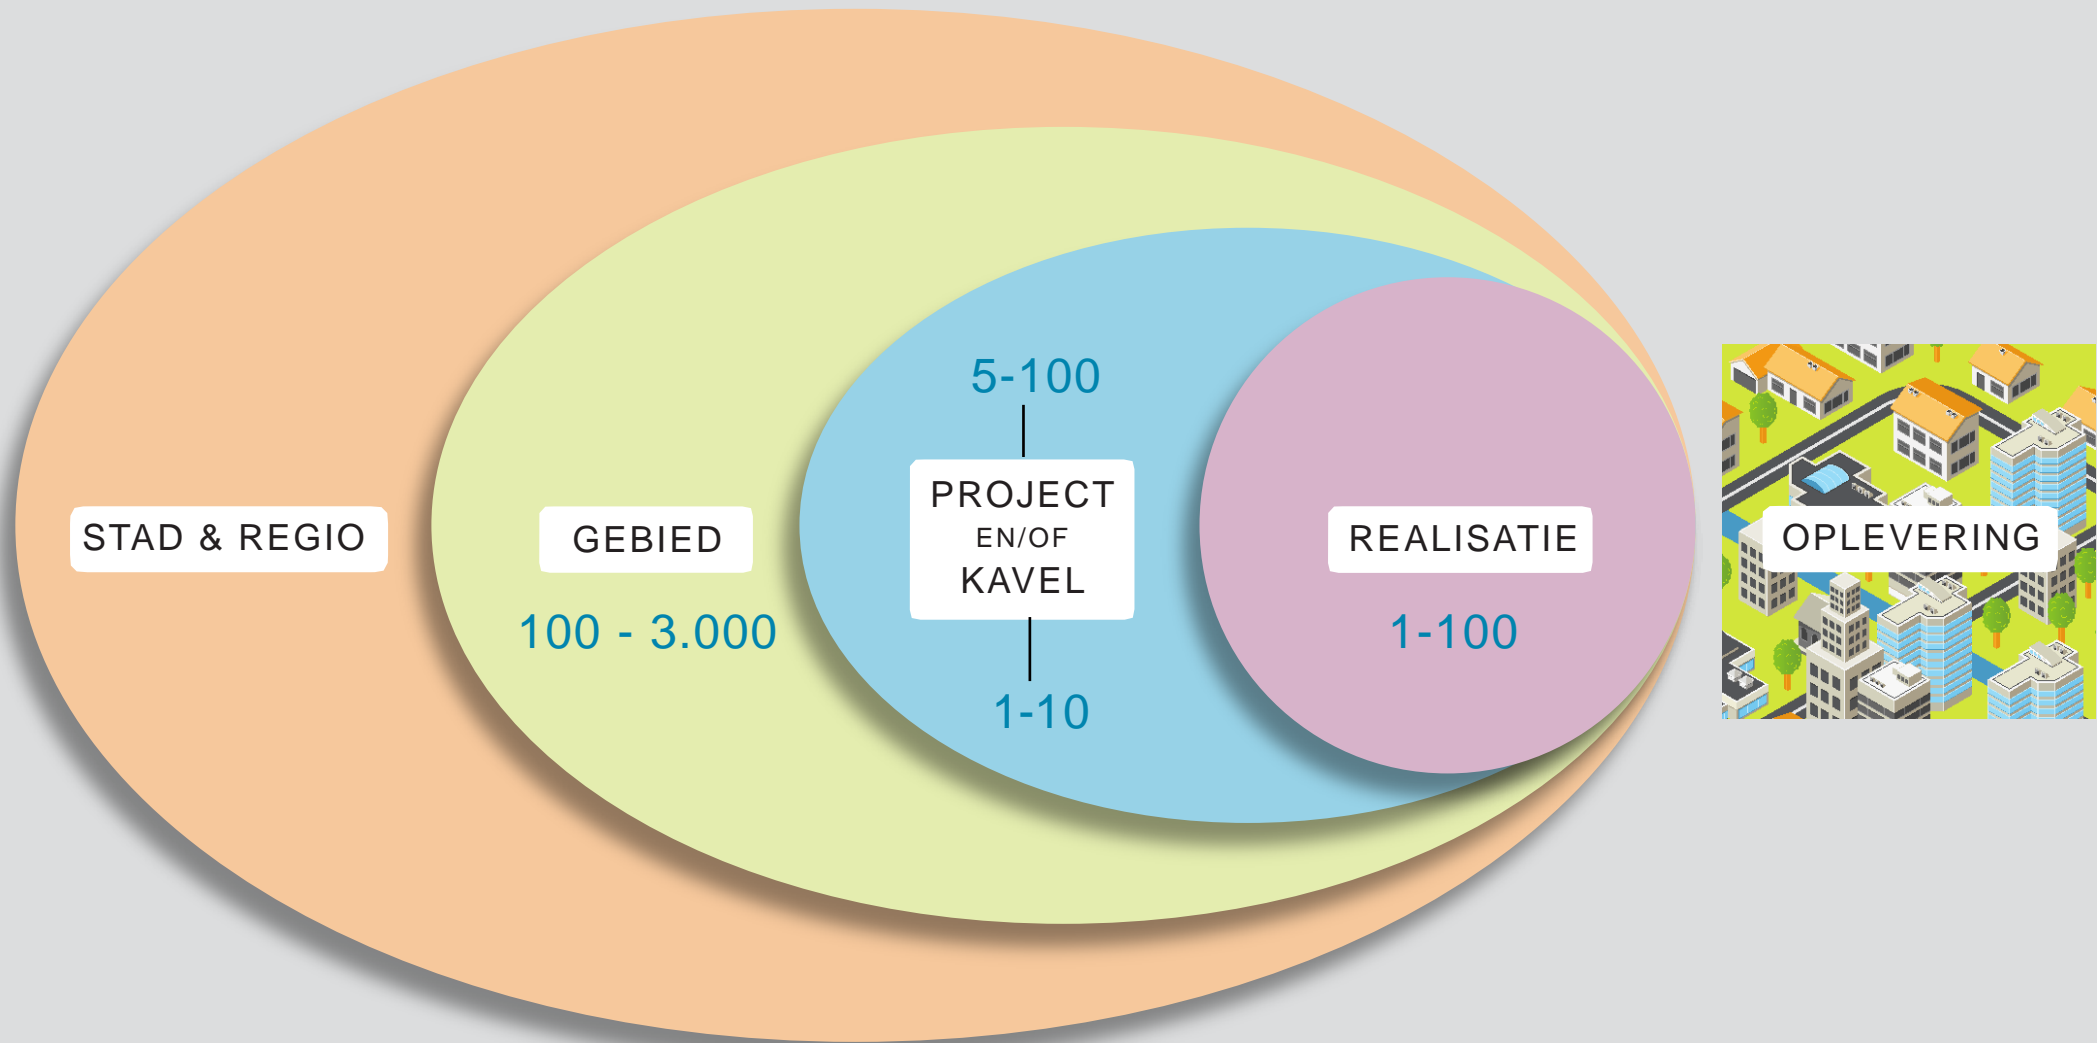 STAD & REGIO
GEBIED
100 - 3.000
5-100
PROJECT
EN/OF
KAVEL
1-10
REALISATIE
1-100
OPLEVERING